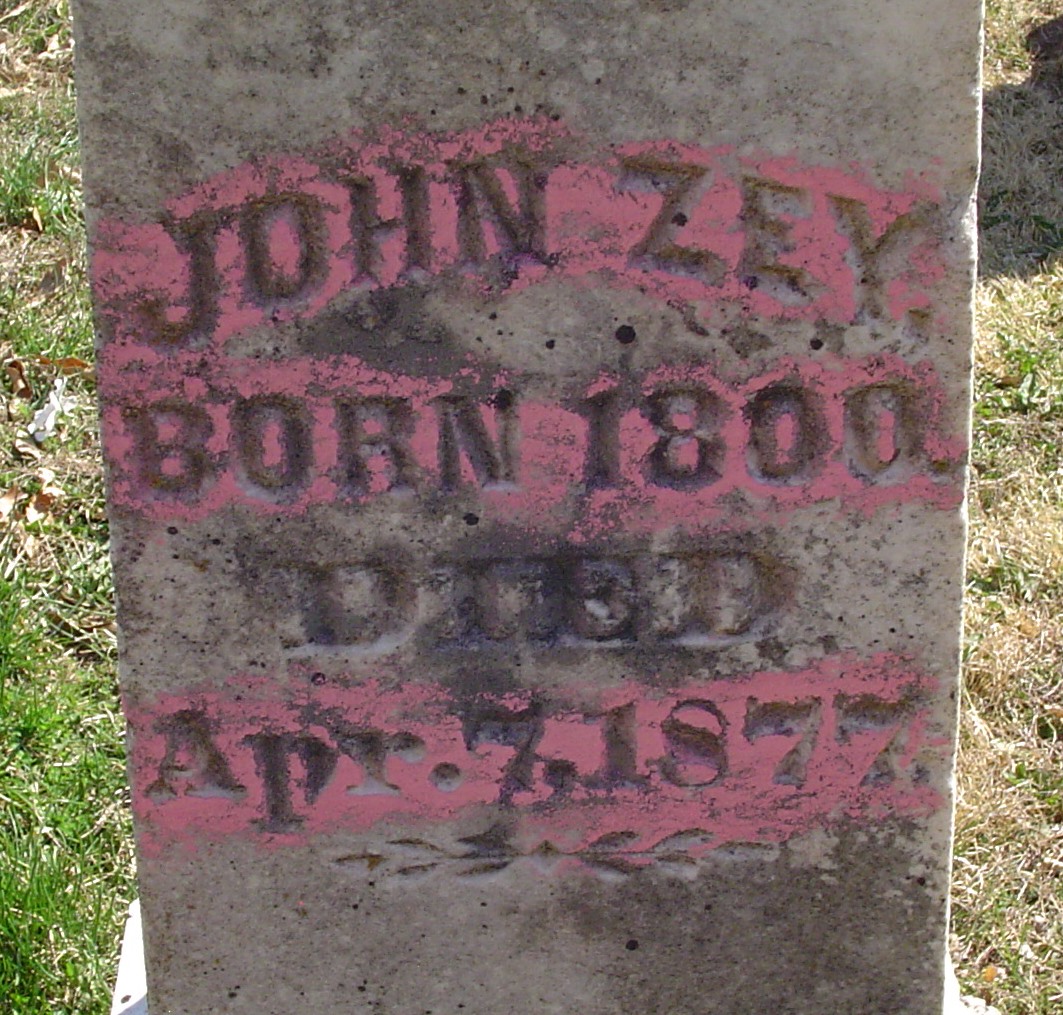 JOHN ZEY,
BORN 1800.
DIED
Apr. 7, 1877